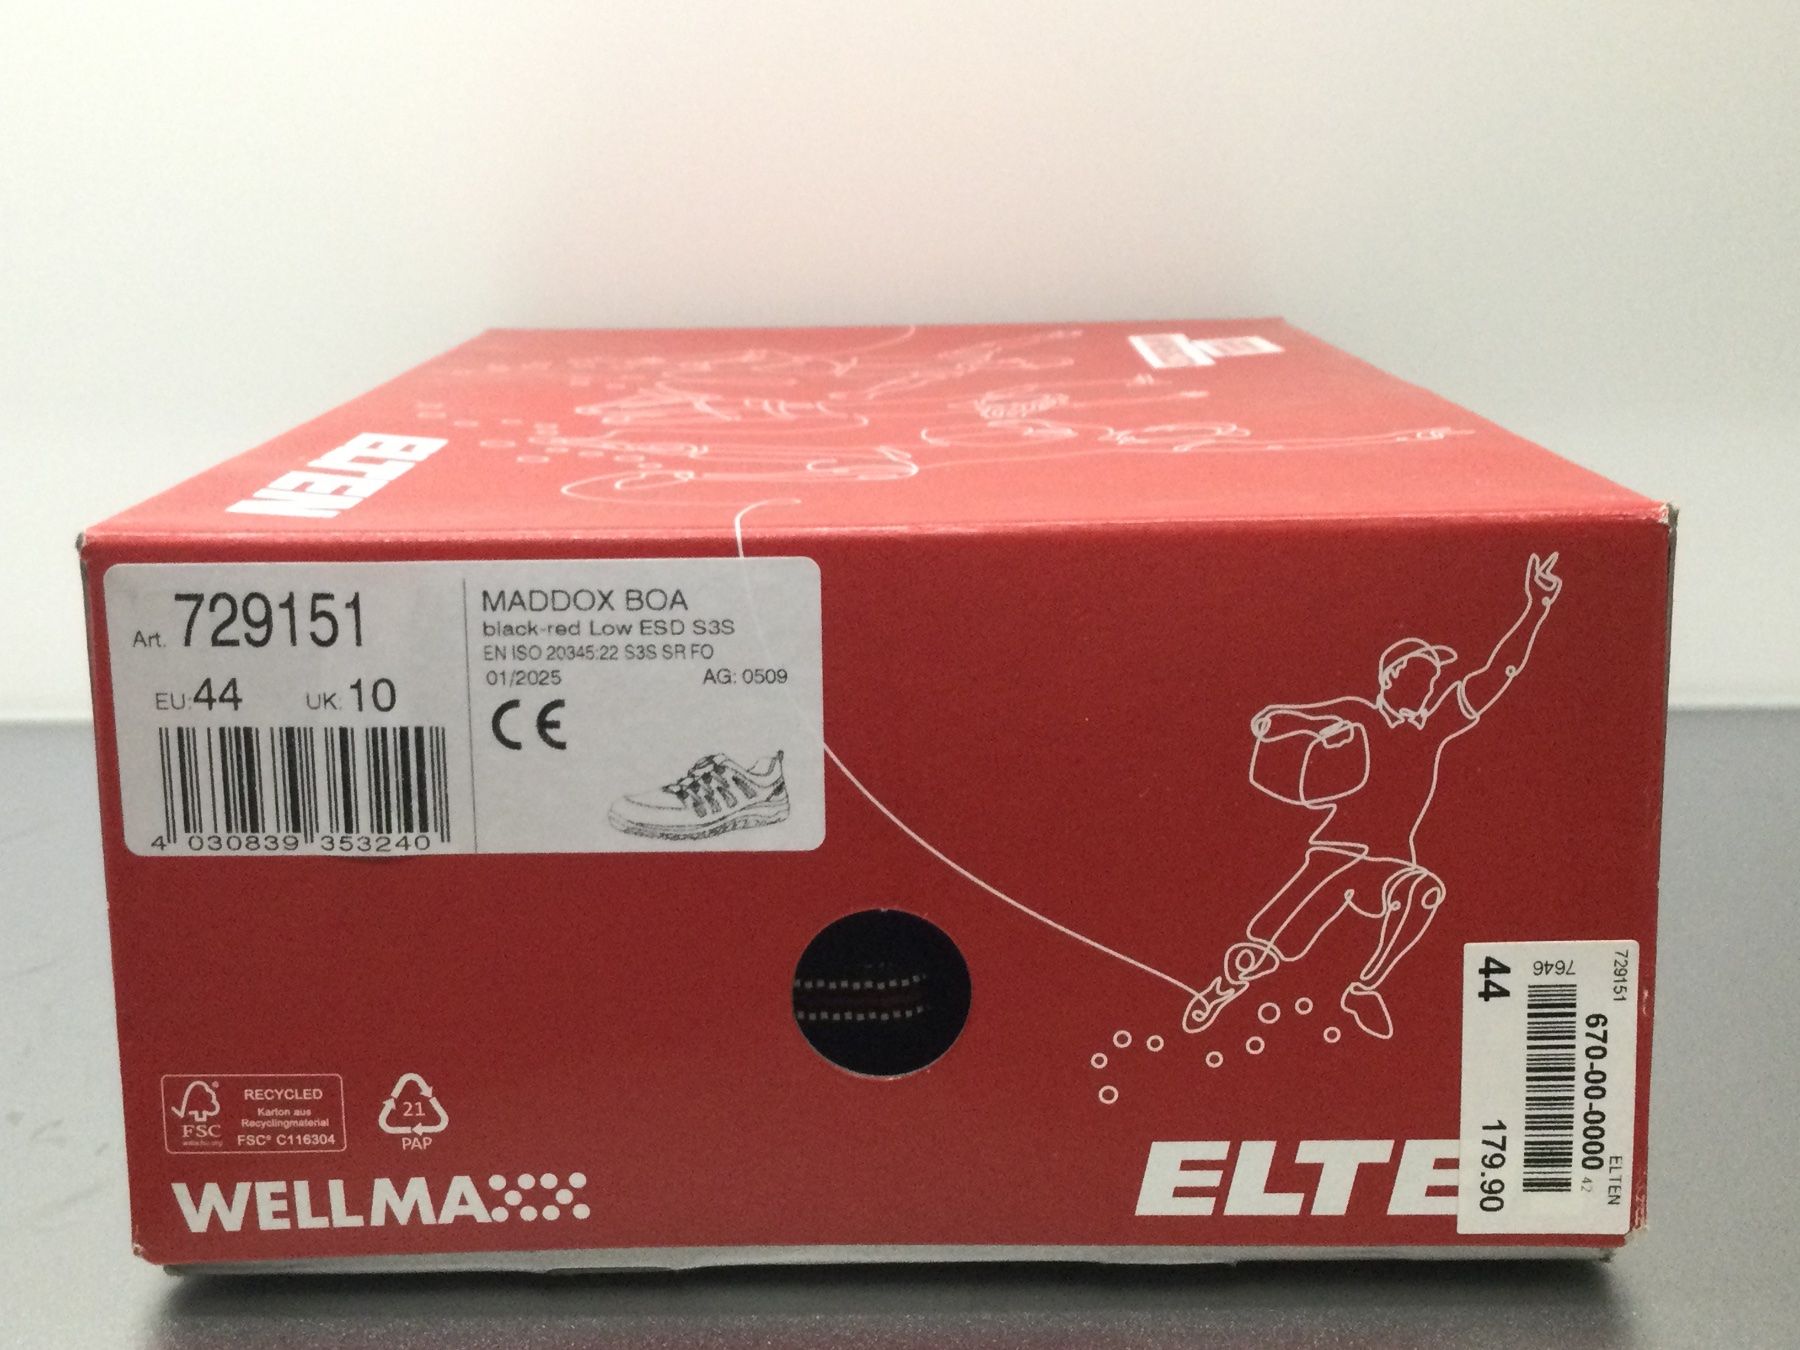 ELTEN
Art. 729151
EU: 44 UK: 10
4 030839 353240
MADDOX BOA
black-red Low ESD S3S
EN ISO 20345:22 S3S SR FO
01/2025 AG: 0509
CE
FSC®
RECYCLED
Karton aus
Recyclingmaterial
FSC® C116304
21
PAP
WELLMAXX
ELTE
729151
7646
44
670-00-0000
42
ELTEN
179.90